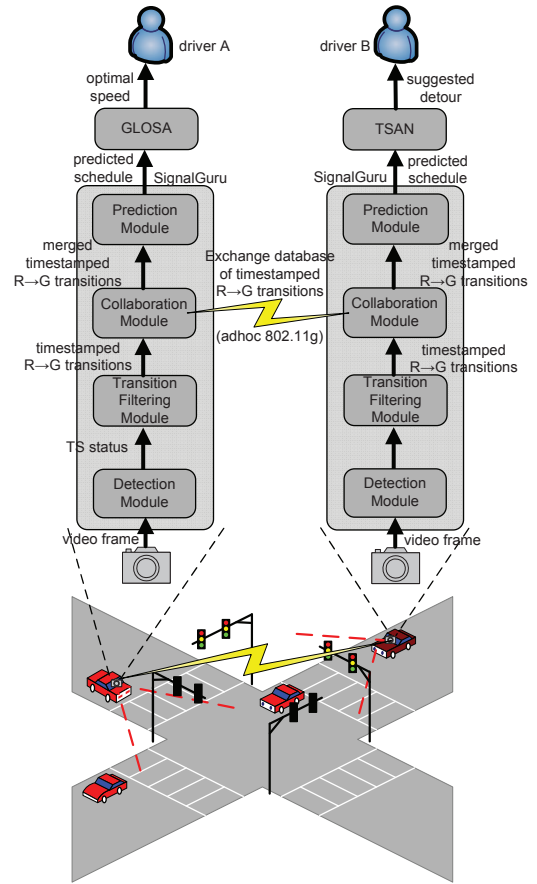 driver A
driver B
optimal
speed
suggested
detour
GLOSA
TSAN
predicted
schedule
SignalGuru
SignalGuru
predicted
schedule
Prediction
Module
Prediction
Module
merged
timestamped
R→G transitions
Exchange database
of timestamped
R→G transitions
merged
timestamped
R→G transitions
Collaboration
Module
(adhoc 802.11g)
Collaboration
Module
timestamped
R→G transitions
timestamped
R→G transitions
Transition
Filtering
Module
Transition
Filtering
Module
TS status
Detection
Module
Detection
Module
video frame
video frame